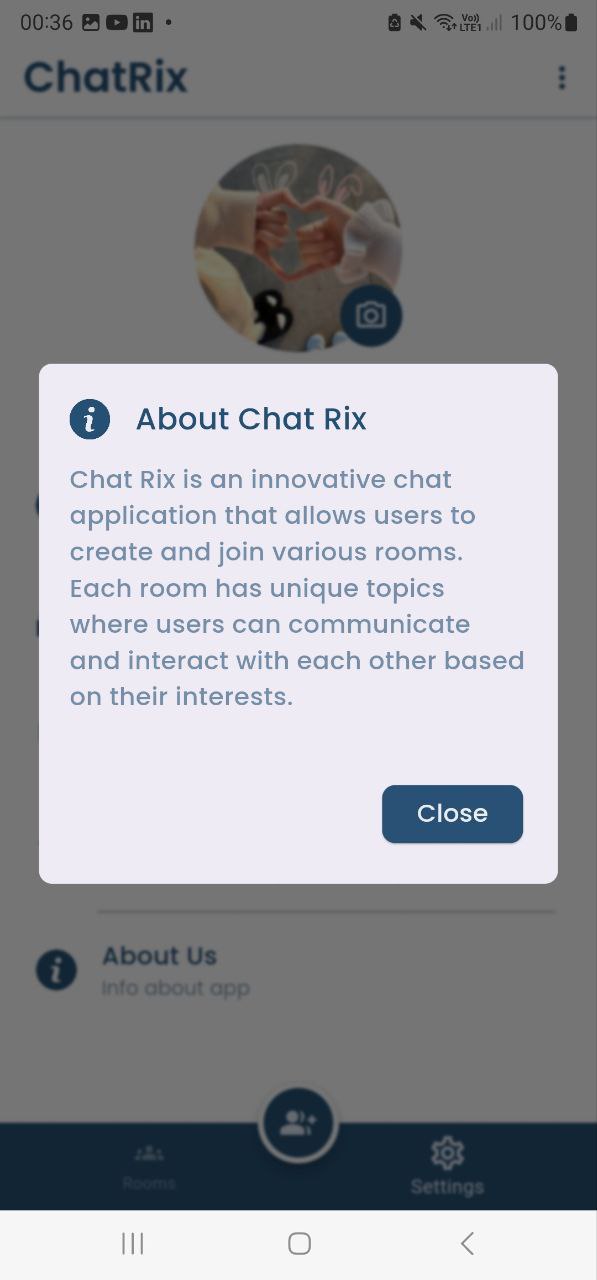 00:36
Vo))
LTE1
100%
ChatRix
About Chat Rix
Chat Rix is an innovative chat
application that allows users to
create and join various rooms.
Each room has unique topics
where users can communicate
and interact with each other based
on their interests.
Close
About Us
Info about app
Rooms
Settings